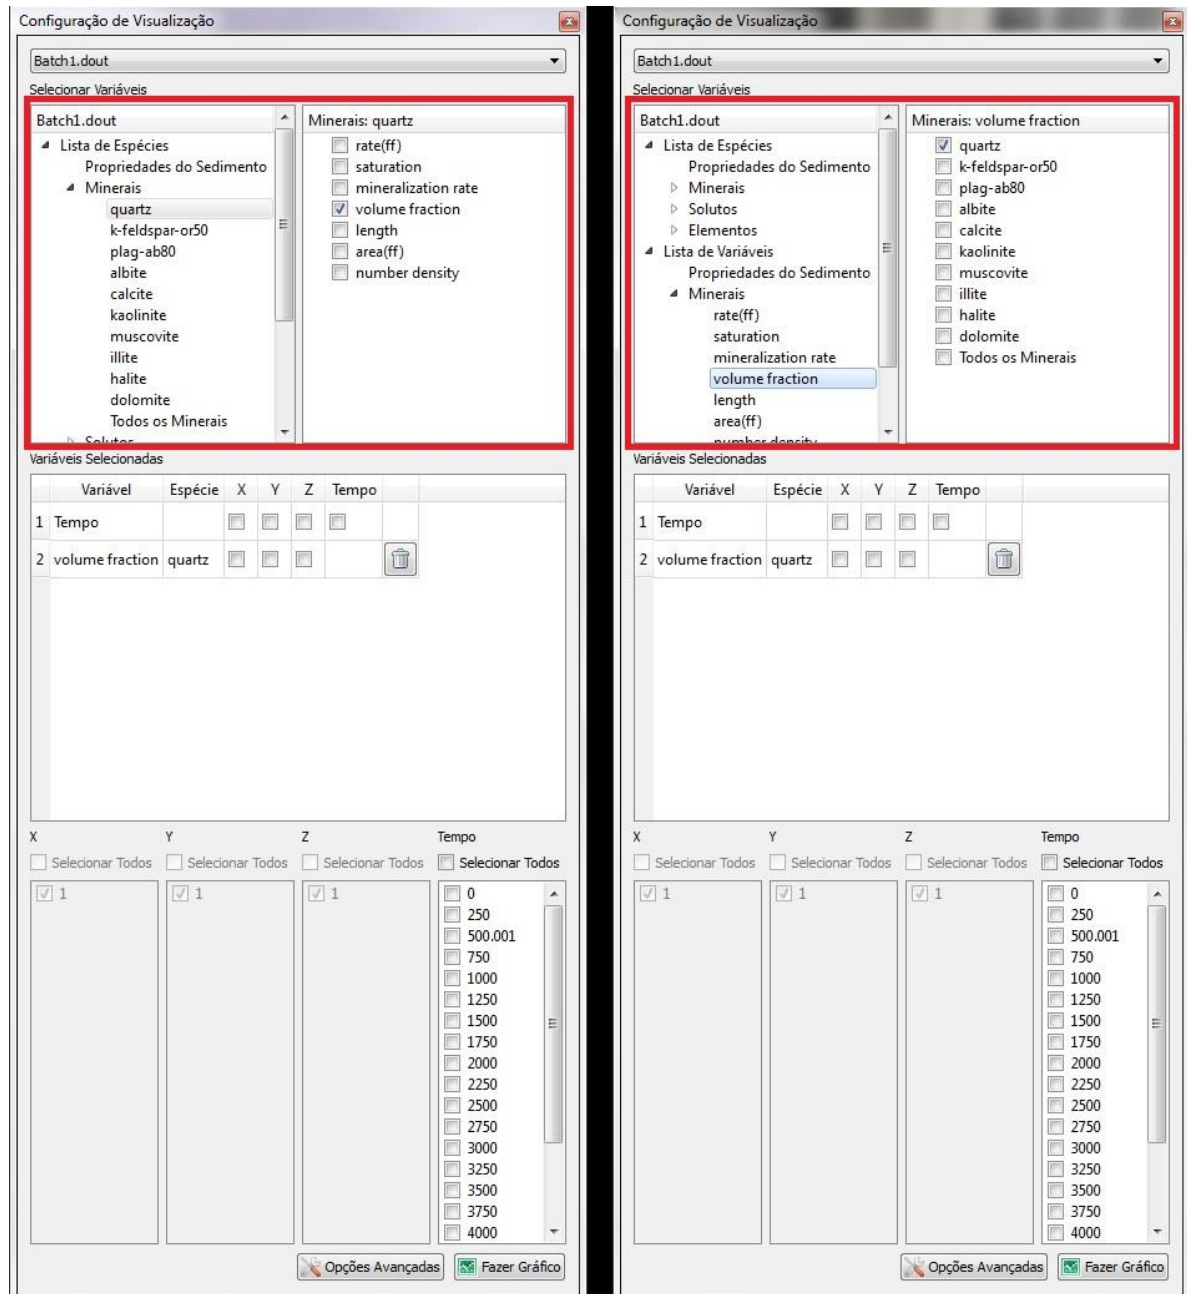 Configuração de Visualização
Batch1.dout
Selecionar Variáveis
Batch1.dout
Lista de Espécies
Propriedades do Sedimento
Minerais
quartz
k-feldspar-or50
plag-ab80
albite
calcite
kaolinite
muscovite
illite
halite
dolomite
Todos os Minerais
Solutos
Minerais: quartz
rate(ff)
saturation
mineralization rate
volume fraction
length
area(ff)
number density
Variáveis Selecionadas
Variável Espécie X Y Z Tempo
1 Tempo
2 volume fraction quartz
X Y Z Tempo
Selecionar Todos Selecionar Todos Selecionar Todos Selecionar Todos
1 1 1 0
250
500.001
750
1000
1250
1500
1750
2000
2250
2500
2750
3000
3250
3500
3750
4000
Opções Avançadas Fazer Gráfico
Configuração de Visualização
Batch1.dout
Selecionar Variáveis
Batch1.dout
Lista de Espécies
Propriedades do Sedimento
Minerais
Solutos
Elementos
Lista de Variáveis
Propriedades do Sedimento
Minerais
rate(ff)
saturation
mineralization rate
volume fraction
length
area(ff)
number density
Minerais: volume fraction
quartz
k-feldspar-or50
plag-ab80
albite
calcite
kaolinite
muscovite
illite
halite
dolomite
Todos os Minerais
Variáveis Selecionadas
Variável Espécie X Y Z Tempo
1 Tempo
2 volume fraction quartz
X Y Z Tempo
Selecionar Todos Selecionar Todos Selecionar Todos Selecionar Todos
1 1 1 0
250
500.001
750
1000
1250
1500
1750
2000
2250
2500
2750
3000
3250
3500
3750
4000
Opções Avançadas Fazer Gráfico